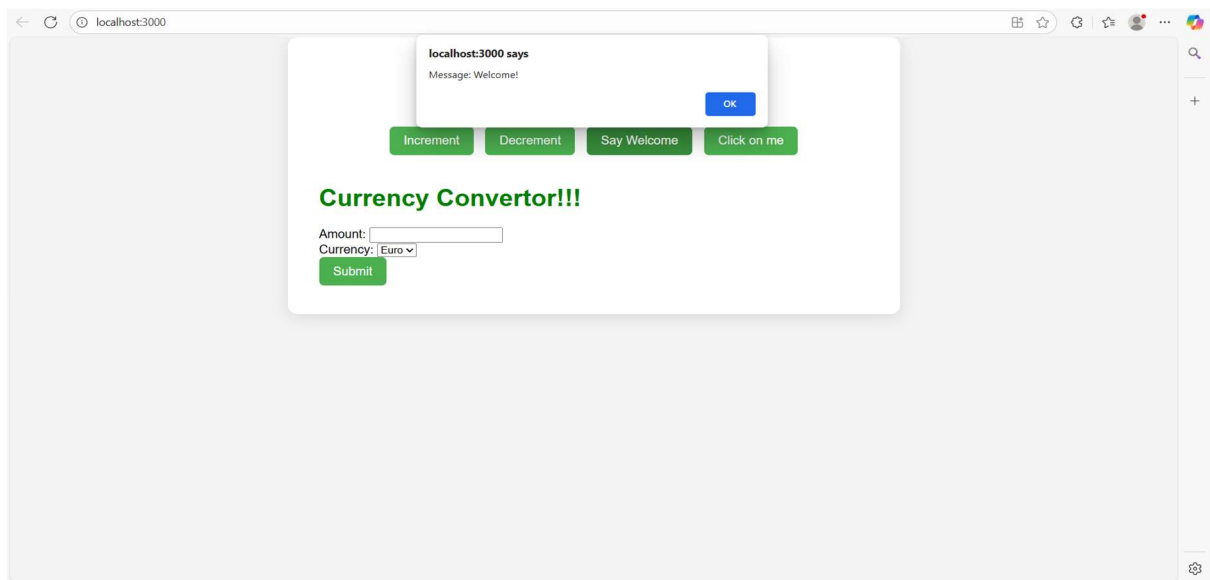 localhost:3000
localhost:3000 says
Message: Welcome!
OK
Increment Decrement Say Welcome Click on me
Currency Convertor!!!
Amount:
Currency: Euro
Submit